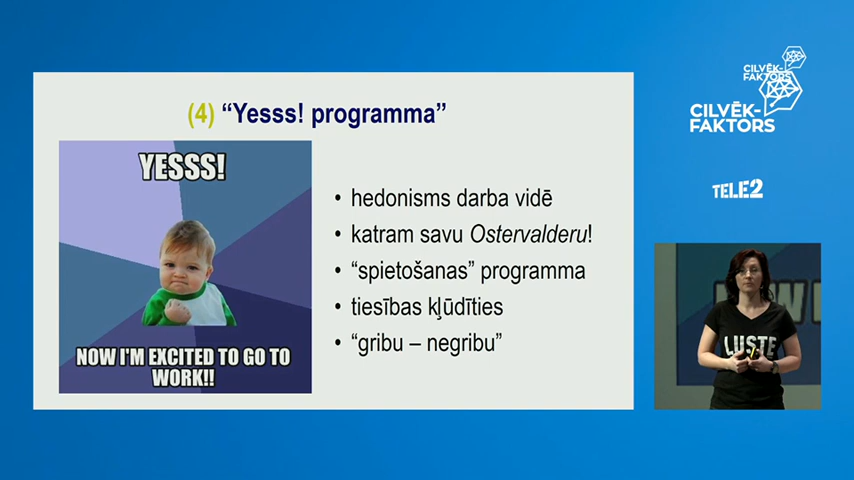 (4) “Yesss! programma”
YESSS!
NOW I'M EXCITED TO GO TO
WORK!!
• hedonisms darba vidē
• katram savu Ostervalderu!
• “spietošanas” programma
• tiesības kļūdīties
• “gribu – negribu”
CILVĒK-
FAKTORS
CILVĒK-
FAKTORS
TELE2
LUSTE